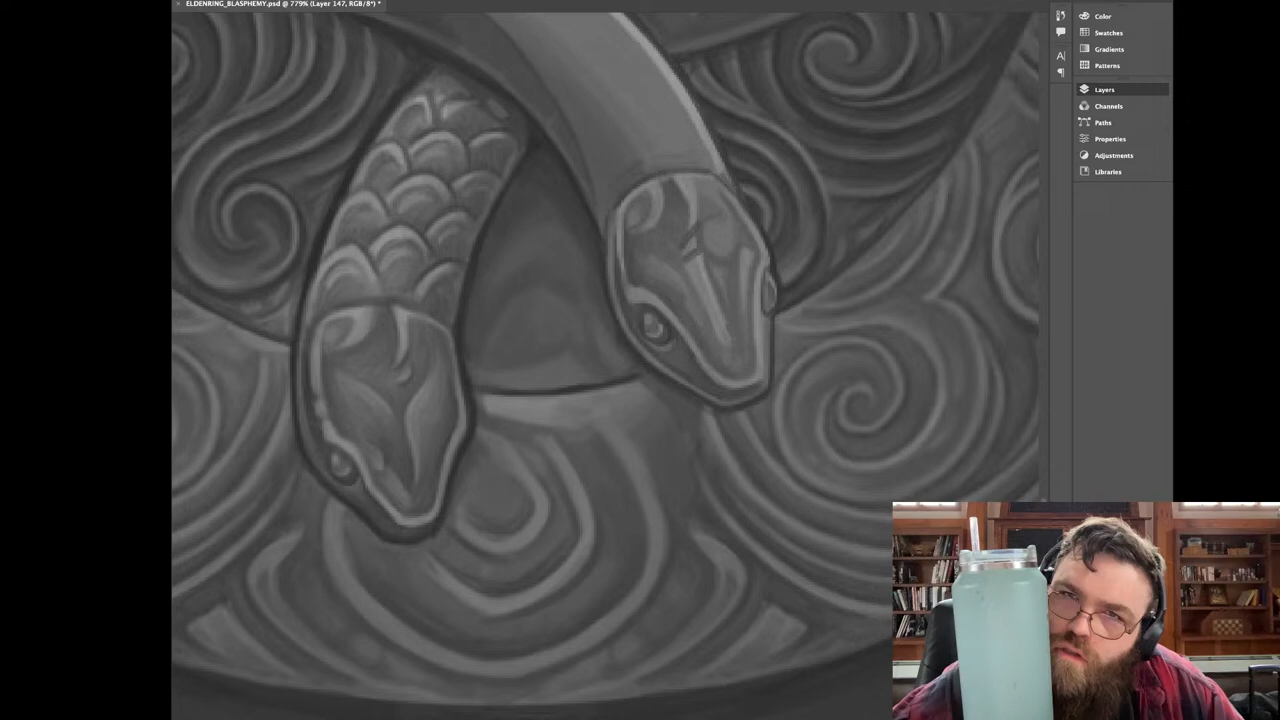 × ELDENRING_BLASPHEMY.psd @ 779% (Layer 147, RGB/8*) *
Color
Swatches
Gradients
Patterns
Layers
Channels
Paths
Properties
Adjustments
Libraries